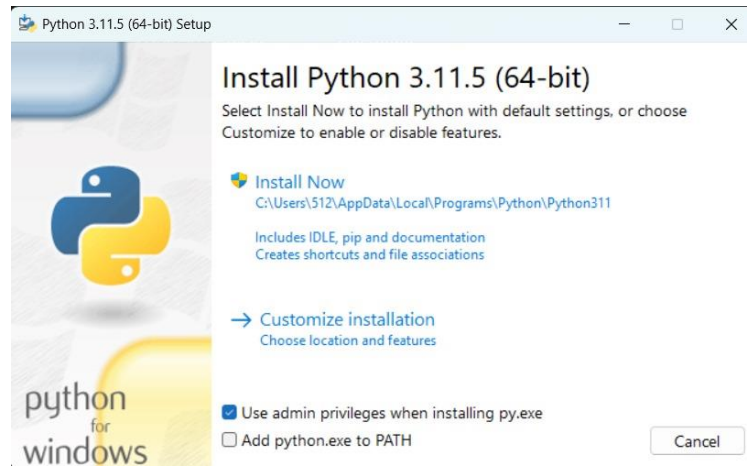 Python 3.11.5 (64-bit) Setup
Install Python 3.11.5 (64-bit)
Select Install Now to install Python with default settings, or choose
Customize to enable or disable features.
Install Now
C:\Users\512\AppData\Local\Programs\Python\Python311
Includes IDLE, pip and documentation
Creates shortcuts and file associations
Customize installation
Choose location and features
python
for
windows
Use admin privileges when installing py.exe
Add python.exe to PATH
Cancel